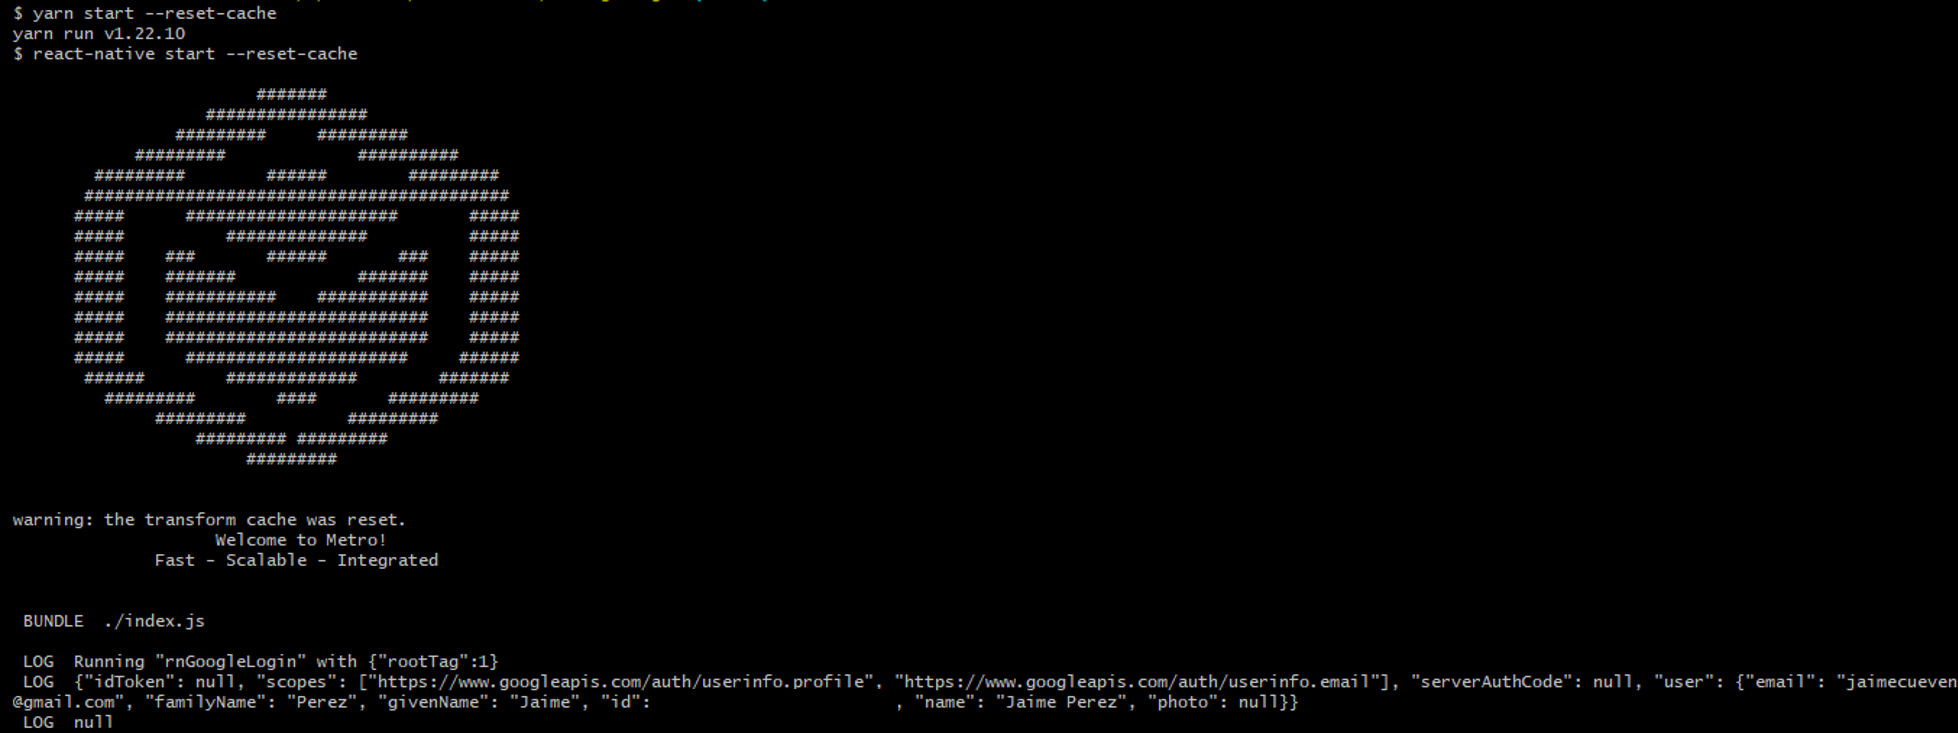 $ yarn start --reset-cache
yarn run v1.22.10
$ react-native start --reset-cache
#######
################
######### #########
######### ##########
######### ###### #########
##########################################
##### ##################### #####
##### ############## #####
##### ### ###### ### #####
##### ####### ####### #####
##### ########### ########### #####
##### ########################## #####
##### ########################## #####
##### ###################### ######
###### ############# #######
######### #### #########
######### #########
######### #########
#########
warning: the transform cache was reset.
Welcome to Metro!
Fast - Scalable - Integrated
BUNDLE ./index.js
LOG Running "rnGoogleLogin" with {"rootTag":1}
LOG {"idToken": null, "scopes": ["https://www.googleapis.com/auth/userinfo.profile", "https://www.googleapis.com/auth/userinfo.email"], "serverAuthCode": null, "user": {"email": "jaimecueven
@gmail.com", "familyName": "Perez", "givenName": "Jaime", "id": , "name": "Jaime Perez", "photo": null}}
LOG null